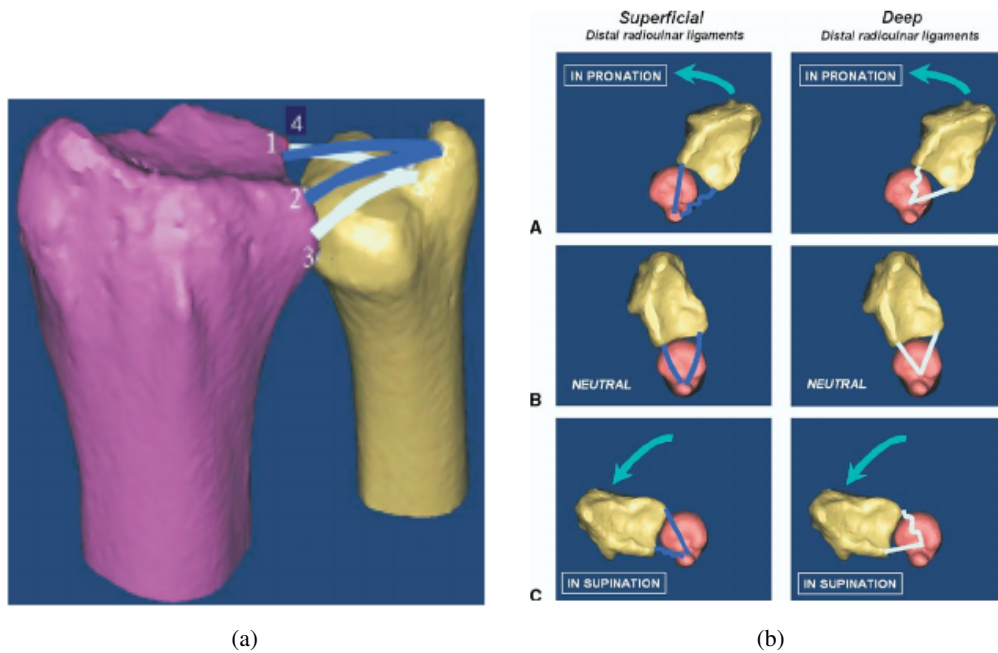 4
1
2
3
(a)
Superficial
Distal radioulnar ligaments
Deep
Distal radioulnar ligaments
IN PRONATION
IN PRONATION
A
NEUTRAL
NEUTRAL
B
IN SUPINATION
IN SUPINATION
C
(b)